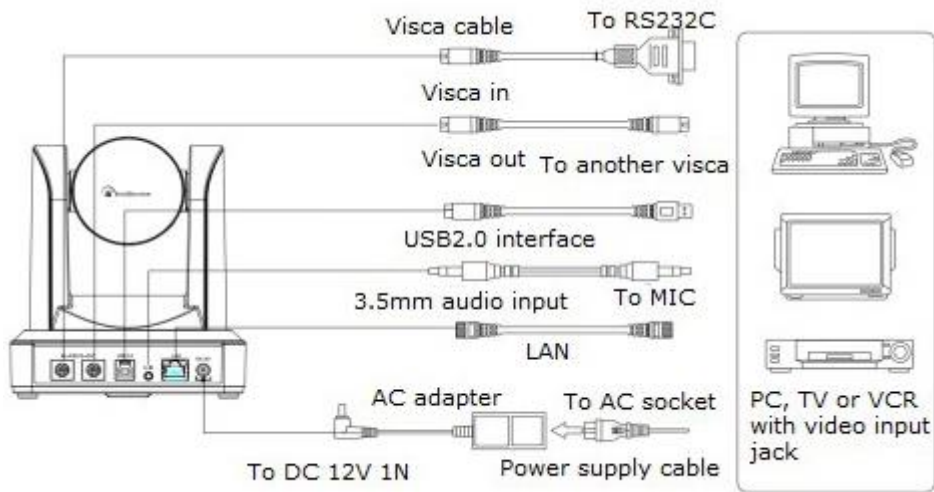 Visca cable
To RS232C
Visca in
Visca out
To another visca
USB2.0 interface
3.5mm audio input
To MIC
LAN
AC adapter
To AC socket
To DC 12V 1N
Power supply cable
PC, TV or VCR
with video input
jack